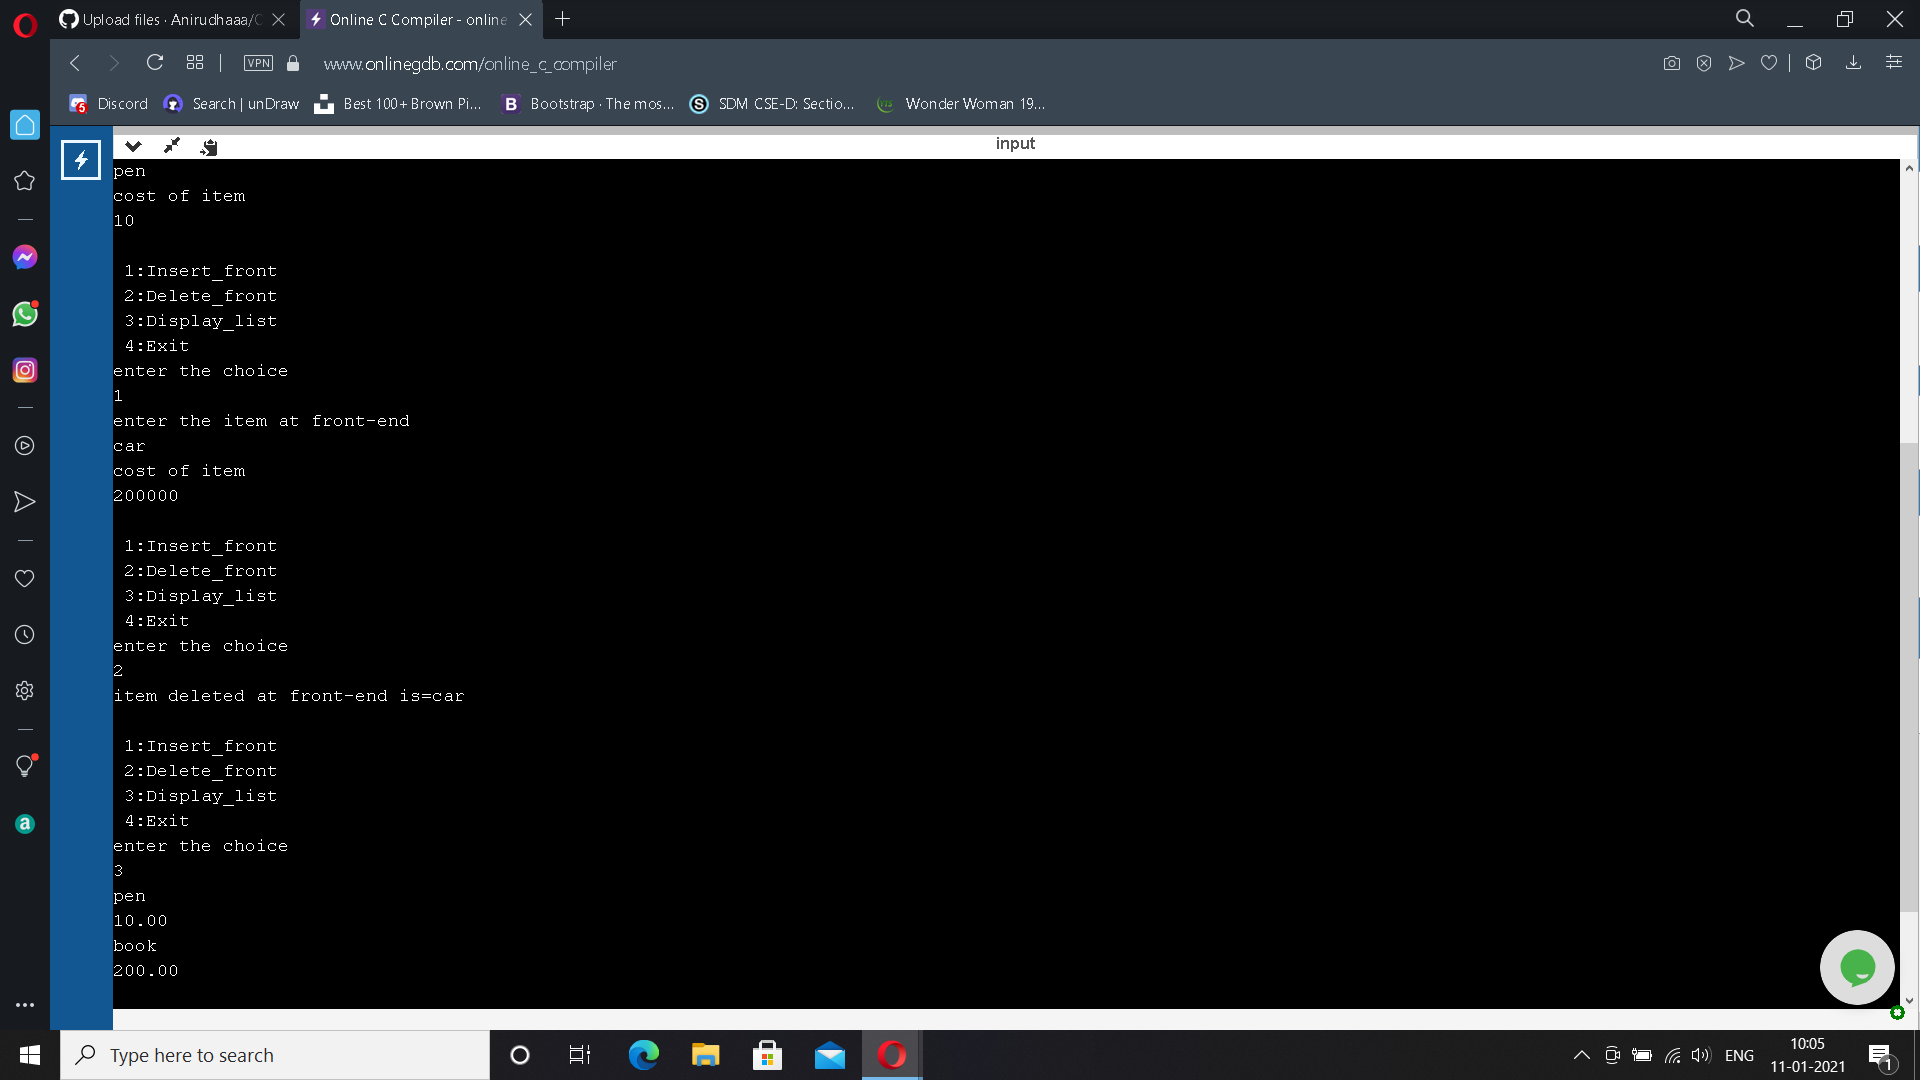 Upload files · Anirudhaaa/C
Online C Compiler - online
VPN
www.onlinegdb.com/online_c_compiler
5
Discord
Search | unDraw
Best 100+ Brown Pi...
B
Bootstrap · The mos...
S
SDM CSE-D: Sectio...
Wonder Woman 19...
input
pen
cost of item
10
1:Insert_front
2:Delete_front
3:Display_list
4:Exit
enter the choice
1
enter the item at front-end
car
cost of item
200000
1:Insert_front
2:Delete_front
3:Display_list
4:Exit
enter the choice
2
item deleted at front-end is=car
1:Insert_front
2:Delete_front
3:Display_list
4:Exit
enter the choice
3
pen
10.00
book
200.00
a
Type here to search
ENG
10:05
11-01-2021
1